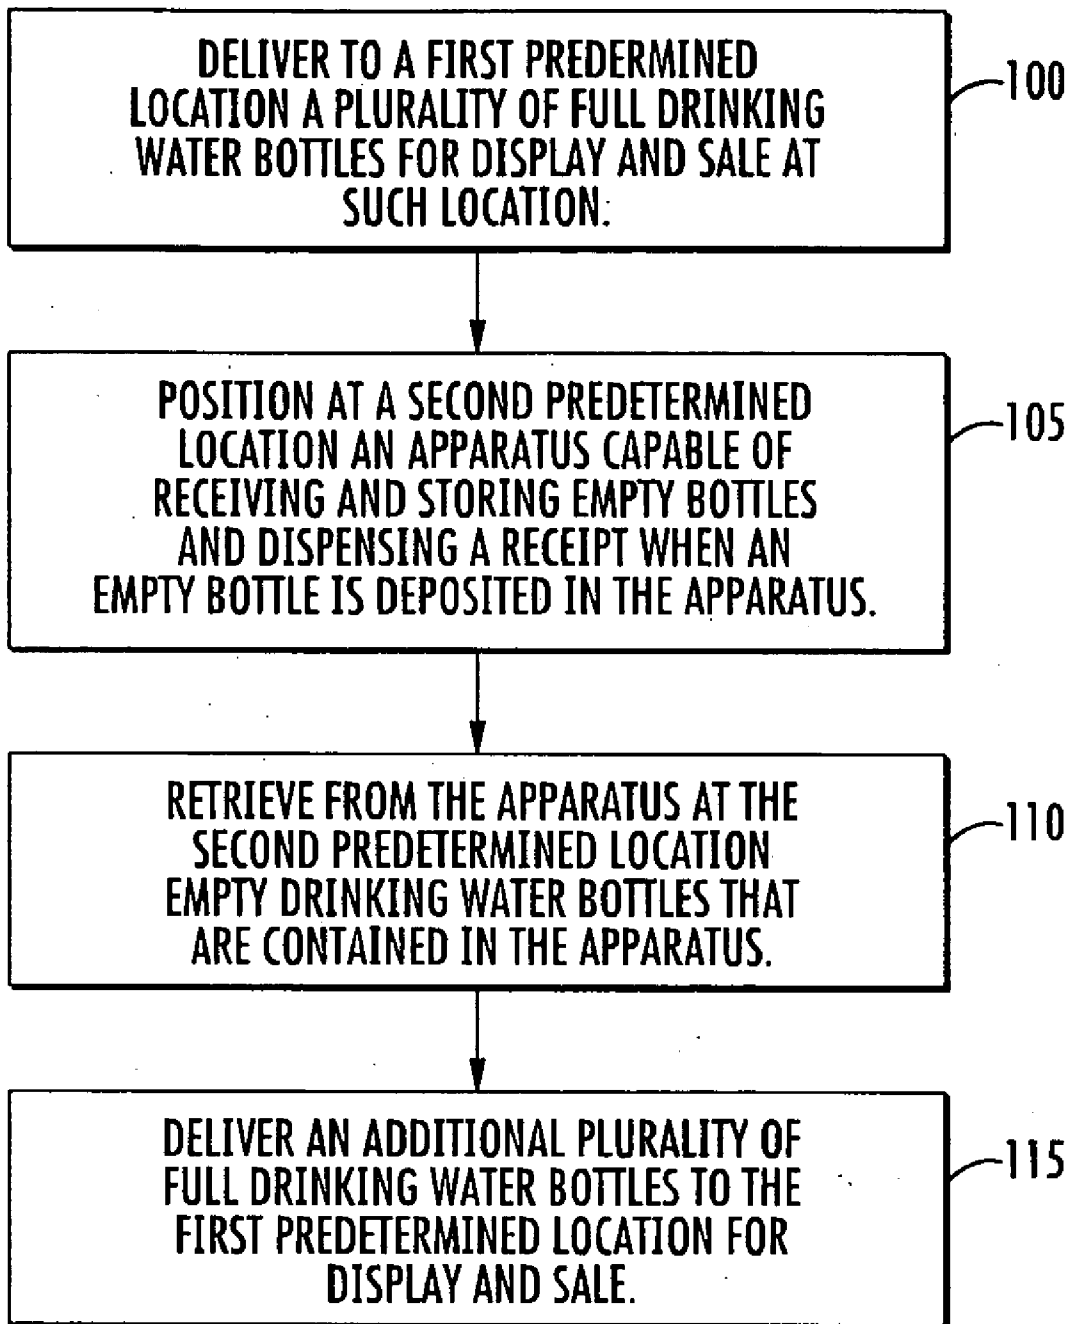 DELIVER TO A FIRST PREDERMINED
LOCATION A PLURALITY OF FULL DRINKING
WATER BOTTLES FOR DISPLAY AND SALE AT
SUCH LOCATION.
100
POSITION AT A SECOND PREDETERMINED
LOCATION AN APPARATUS CAPABLE OF
RECEIVING AND STORING EMPTY BOTTLES
AND DISPENSING A RECEIPT WHEN AN
EMPTY BOTTLE IS DEPOSITED IN THE APPARATUS.
105
RETRIEVE FROM THE APPARATUS AT THE
SECOND PREDETERMINED LOCATION
EMPTY DRINKING WATER BOTTLES THAT
ARE CONTAINED IN THE APPARATUS.
110
DELIVER AN ADDITIONAL PLURALITY OF
FULL DRINKING WATER BOTTLES TO THE
FIRST PREDETERMINED LOCATION FOR
DISPLAY AND SALE.
115